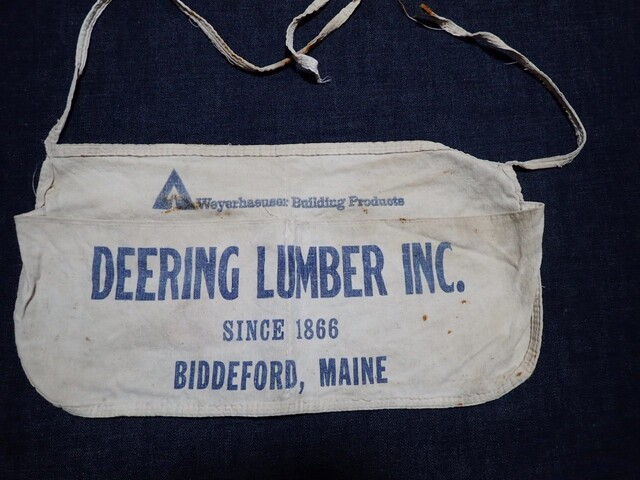 Weyerhaeuser Building Products
DEERING LUMBER INC.
SINCE 1866
BIDDEFORD, MAINE